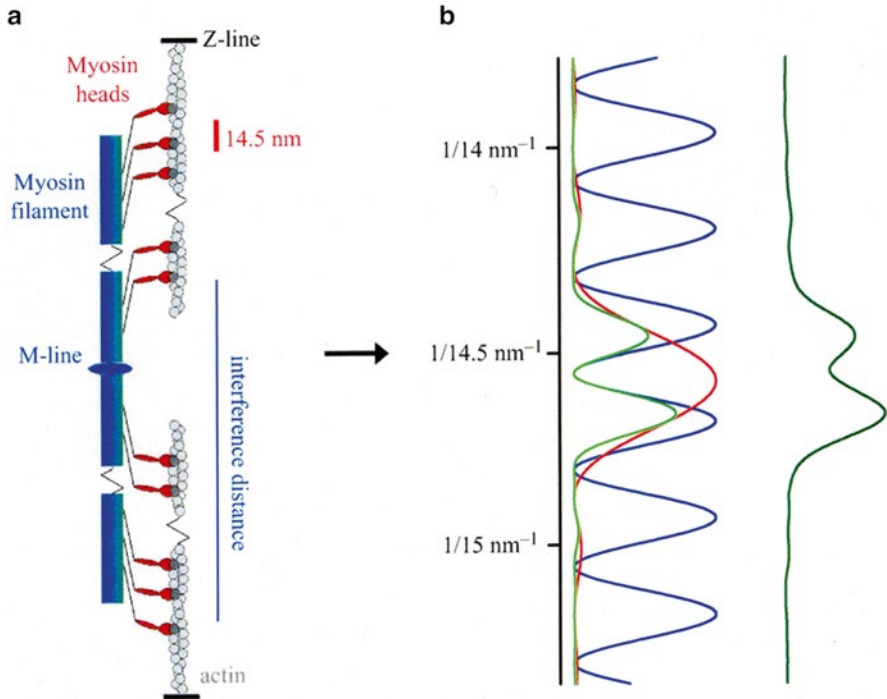 a
Z-line
Myosin
heads
14.5 nm
Myosin
filament
M-line
interference distance
actin
b
1/14 nm⁻¹
1/14.5 nm⁻¹
1/15 nm⁻¹